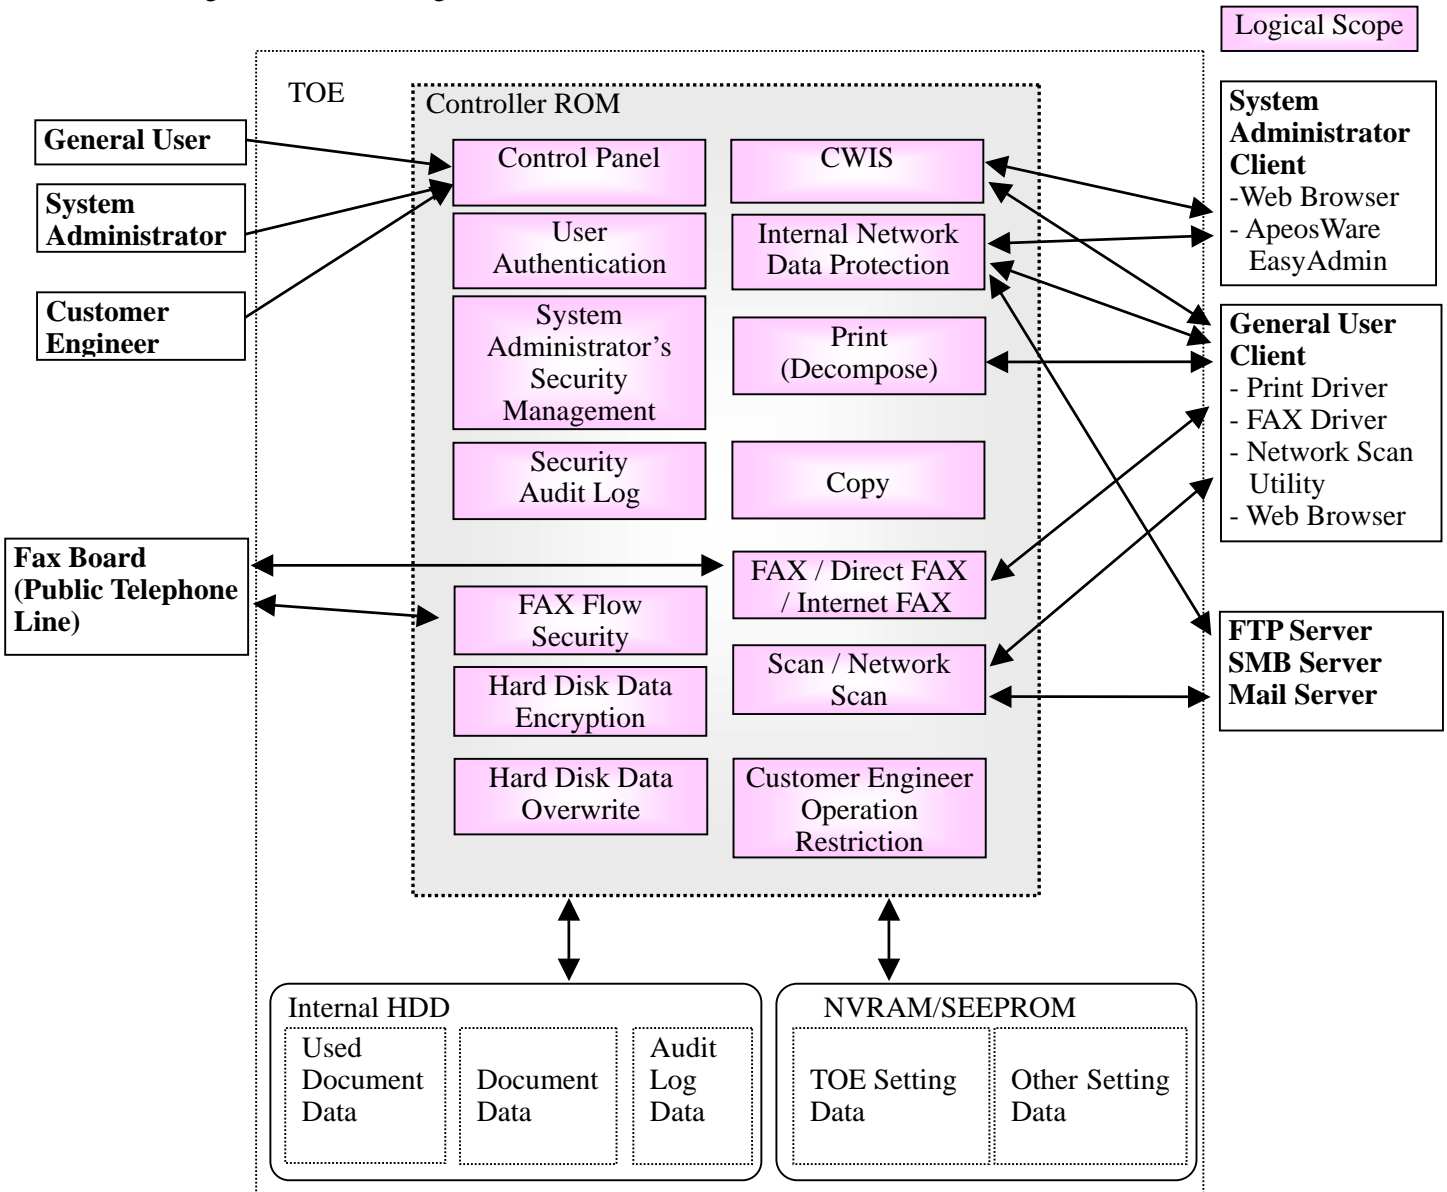 Logical Scope
TOE
Controller ROM
General User
System
Administrator
Customer
Engineer
Fax Board
(Public Telephone
Line)
Control Panel
User
Authentication
System
Administrator’s
Security
Management
Security
Audit Log
FAX Flow
Security
Hard Disk Data
Encryption
Hard Disk Data
Overwrite
CWIS
Internal Network
Data Protection
Print
(Decompose)
Copy
FAX / Direct FAX
/ Internet FAX
Scan / Network
Scan
Customer Engineer
Operation
Restriction
System
Administrator
Client
-Web Browser
- ApeosWare
EasyAdmin
General User
Client
- Print Driver
- FAX Driver
- Network Scan
Utility
- Web Browser
FTP Server
SMB Server
Mail Server
Internal HDD
Used
Document
Data
Document
Data
Audit
Log
Data
NVRAM/SEEPROM
TOE Setting
Data
Other Setting
Data